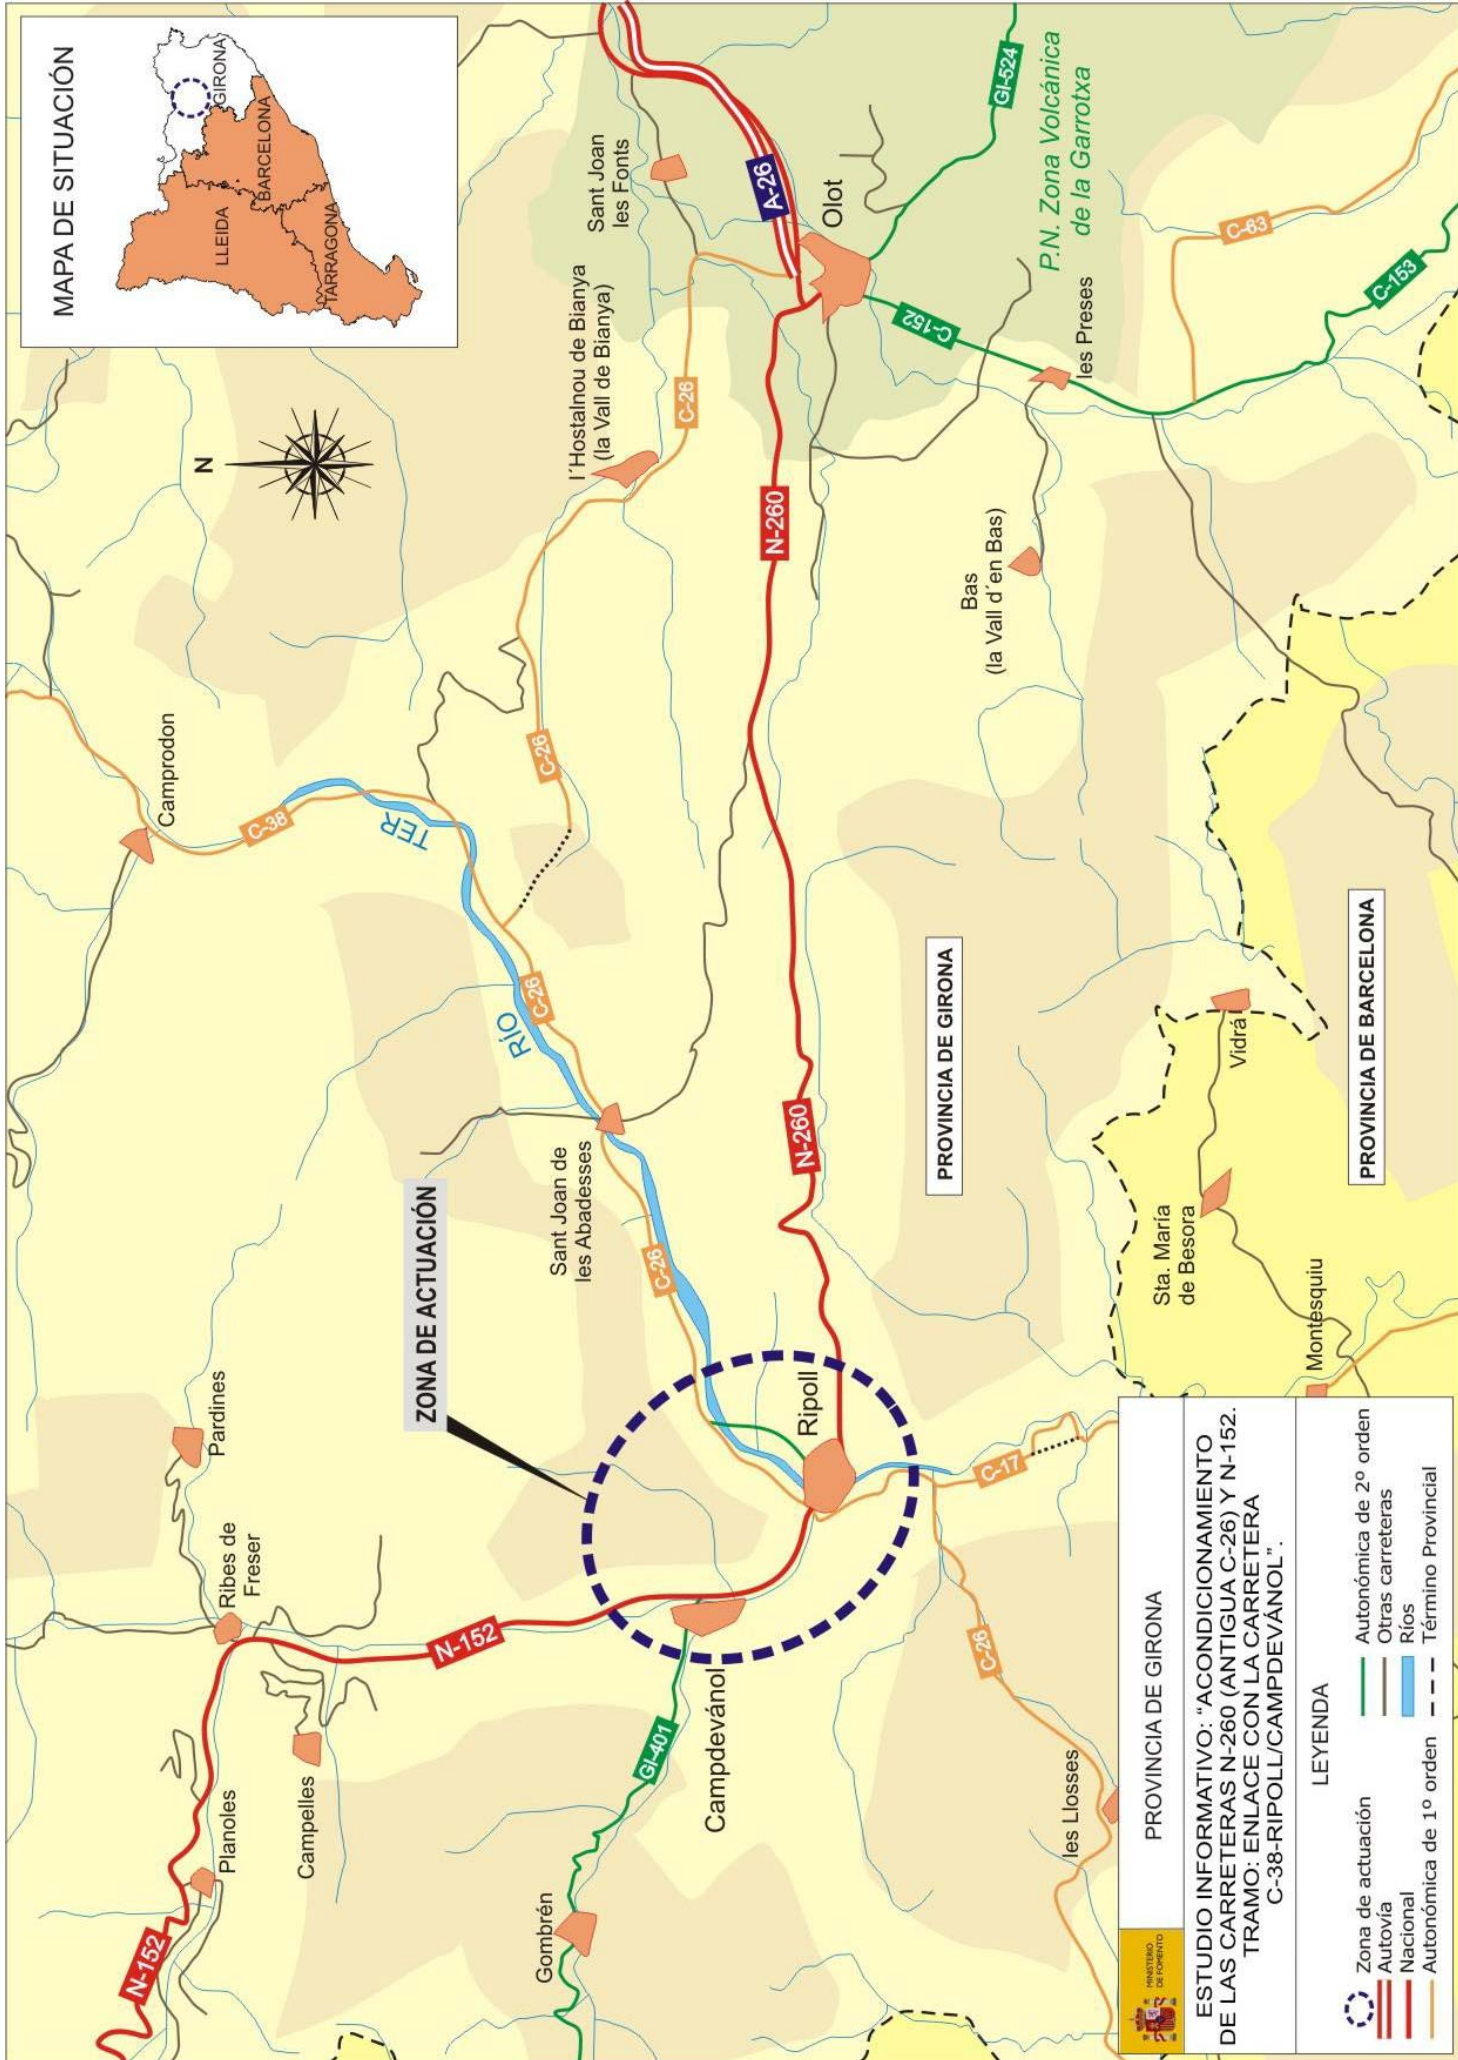 MAPA DE SITUACIÓN
LLEIDA
GIRONA
BARCELONA
TARRAGONA
N
N-152
Planoles
Ribes de
Freser
Pardines
Campelles
Camprodon
C-38
RÍO
TER
ZONA DE ACTUACIÓN
N-152
Gombrén
GI-401
Campdevánol
Ripoll
Sant Joan de
les Abadesses
C-26
C-26
C-26
l´Hostalnou de Bianya
(la Vall de Bianya)
C-26
Sant Joan
les Fonts
A-26
Olot
N-260
N-260
GI-524
P.N. Zona Volcánica
de la Garrotxa
C-152
les Preses
C-63
C-153
Bas
(la Vall d´en Bas)
PROVINCIA DE GIRONA
C-17
C-26
les Llosses
Sta. María
de Besora
Vidrá
Montesquiu
PROVINCIA DE BARCELONA
MINISTERIO
DE FOMENTO
PROVINCIA DE GIRONA
ESTUDIO INFORMATIVO: “ACONDICIONAMIENTO
DE LAS CARRETERAS N-260 (ANTIGUA C-26) Y N-152.
TRAMO: ENLACE CON LA CARRETERA
C-38-RIPOLL/CAMPDEVÁNOL”.
LEYENDA
Zona de actuación
Autovía
Nacional
Autonómica de 1º orden
Autonómica de 2º orden
Otras carreteras
Ríos
Término Provincial